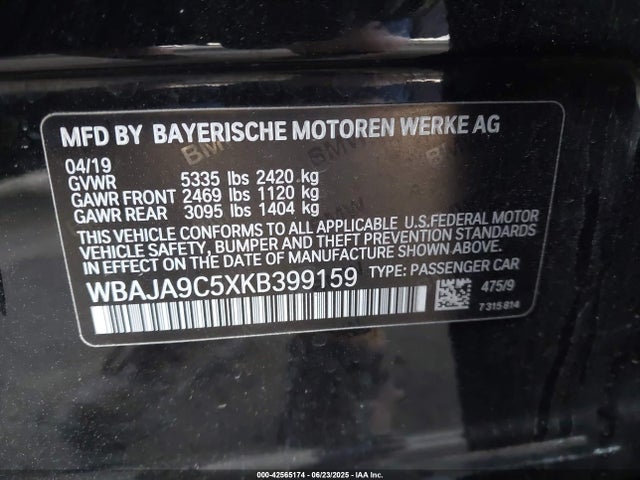 MFD BY BAYERISCHE MOTOREN WERKE AG
04/19
GVWR 5335 lbs 2420 kg
GAWR FRONT 2469 lbs 1120 kg
GAWR REAR 3095 lbs 1404 kg
THIS VEHICLE CONFORMS TO ALL APPLICABLE U.S.FEDERAL MOTOR
VEHICLE SAFETY, BUMPER AND THEFT PREVENTION STANDARDS
IN EFFECT ON THE DATE OF MANUFACTURE SHOWN ABOVE.
WBAJA9C5XKB399159 TYPE: PASSENGER CAR
475/9
7315814
BMW
BMW
000-42565174 | 06/23/2025 - IAA Inc.